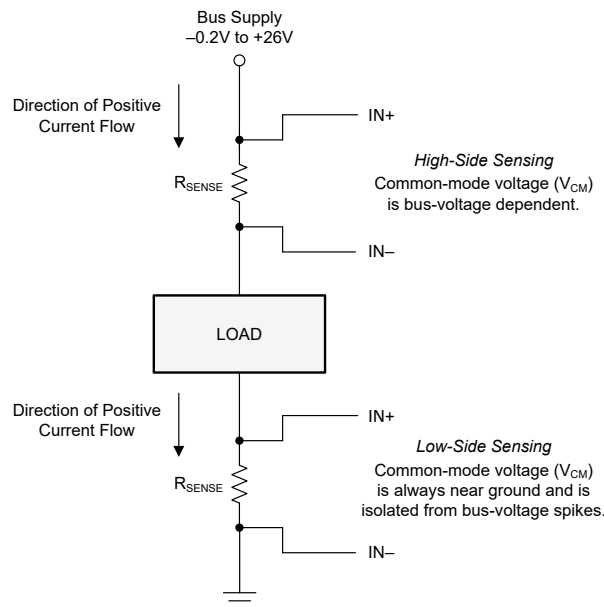 Bus Supply
–0.2V to +26V
Direction of Positive
Current Flow
IN+
High-Side Sensing
Common-mode voltage (VCM)
is bus-voltage dependent.
RSENSE
IN–
LOAD
Direction of Positive
Current Flow
IN+
Low-Side Sensing
Common-mode voltage (VCM)
is always near ground and is
isolated from bus-voltage spikes.
RSENSE
IN–